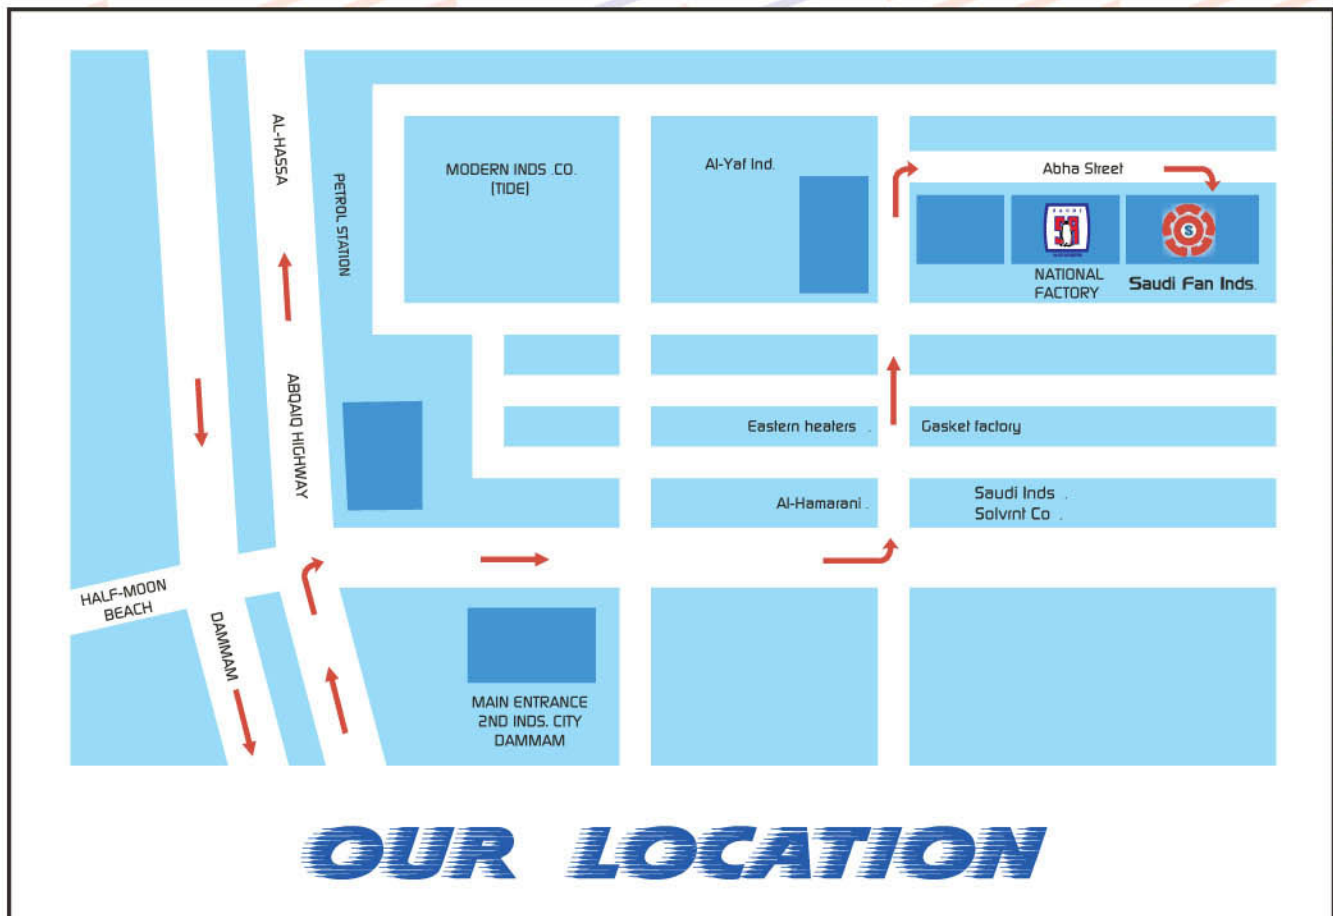 AL-HASSA
PETROL STATION
MODERN INDS .CO.
(TIDE)
Al-Yaf Ind.
Abha Street
S
NATIONAL
FACTORY
Saudi Fan Inds.
ABQAIQ HIGHWAY
Eastern heaters .
Gasket factory
Al-Hamarani .
Saudi Inds .
Solvrnt Co .
HALF-MOON
BEACH
DAMMAM
MAIN ENTRANCE
2ND INDS. CITY
DAMMAM
OUR LOCATION